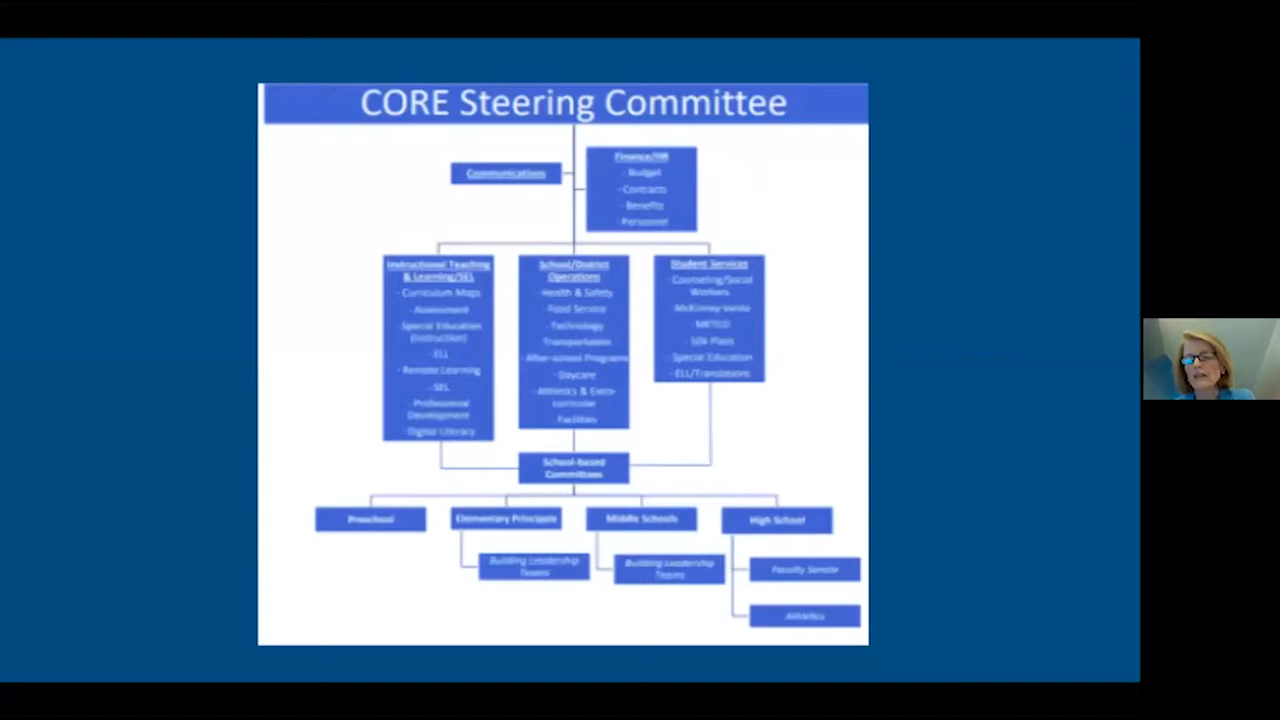 CORE Steering Committee
Communications
Finance/HR
- Budget
- Contracts
- Benefits
- Personnel
Instructional Teaching
& Learning/SEL
- Curriculum Maps
- Assessment
- Special Education
(Instruction)
- ELL
- Remote Learning
- SEL
- Professional
Development
- Digital Literacy
School/District
Operations
- Health & Safety
- Food Service
- Technology
- Transportation
- After-school Programs
- Daycare
- Athletics & Extra-
curricular
- Facilities
Student Services
- Counseling/Social
Workers
- McKinney-Vento
- METCO
- 504 Plans
- Special Education
- ELL/Translations
School-based
Committees
Preschool
Elementary Principals
Middle Schools
High School
Building Leadership
Teams
Building Leadership
Teams
Faculty Senate
Athletics